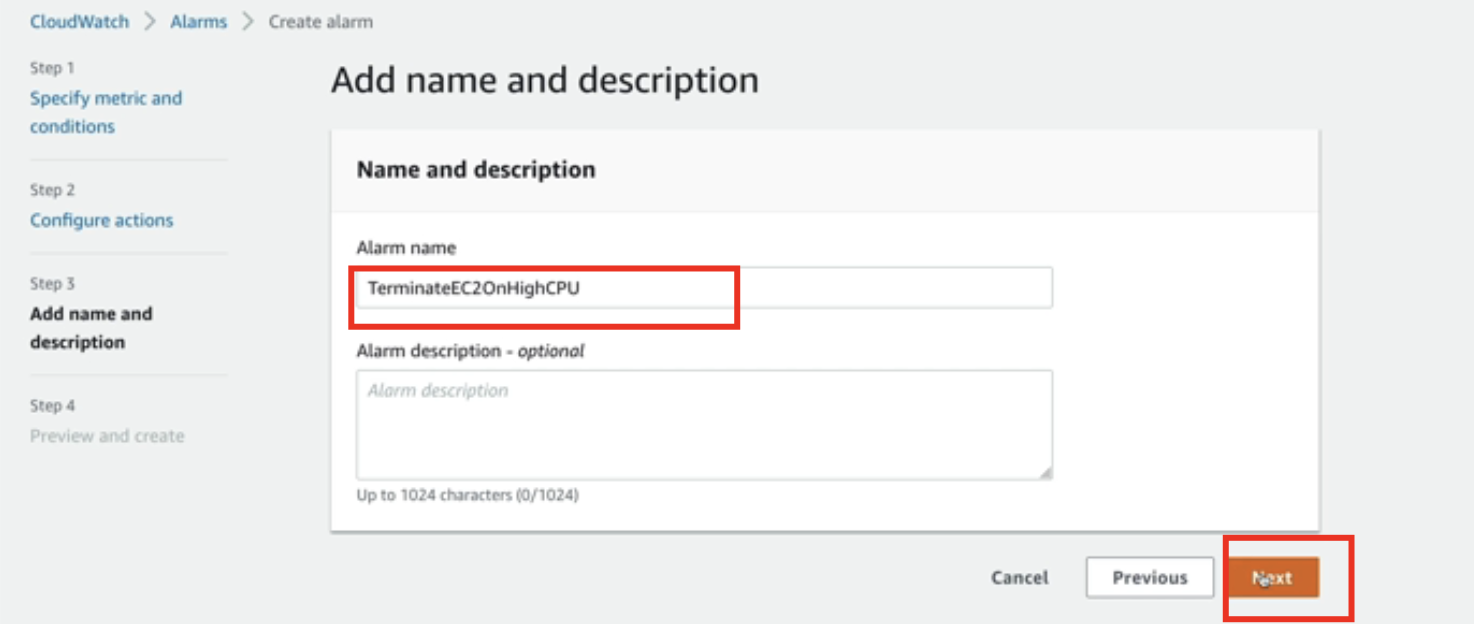 CloudWatch > Alarms > Create alarm
Step 1
Specify metric and
conditions
Step 2
Configure actions
Step 3
Add name and
description
Step 4
Preview and create
Add name and description
Name and description
Alarm name
TerminateEC2OnHighCPU
Alarm description - optional
Alarm description
Up to 1024 characters (0/1024)
Cancel
Previous
Next